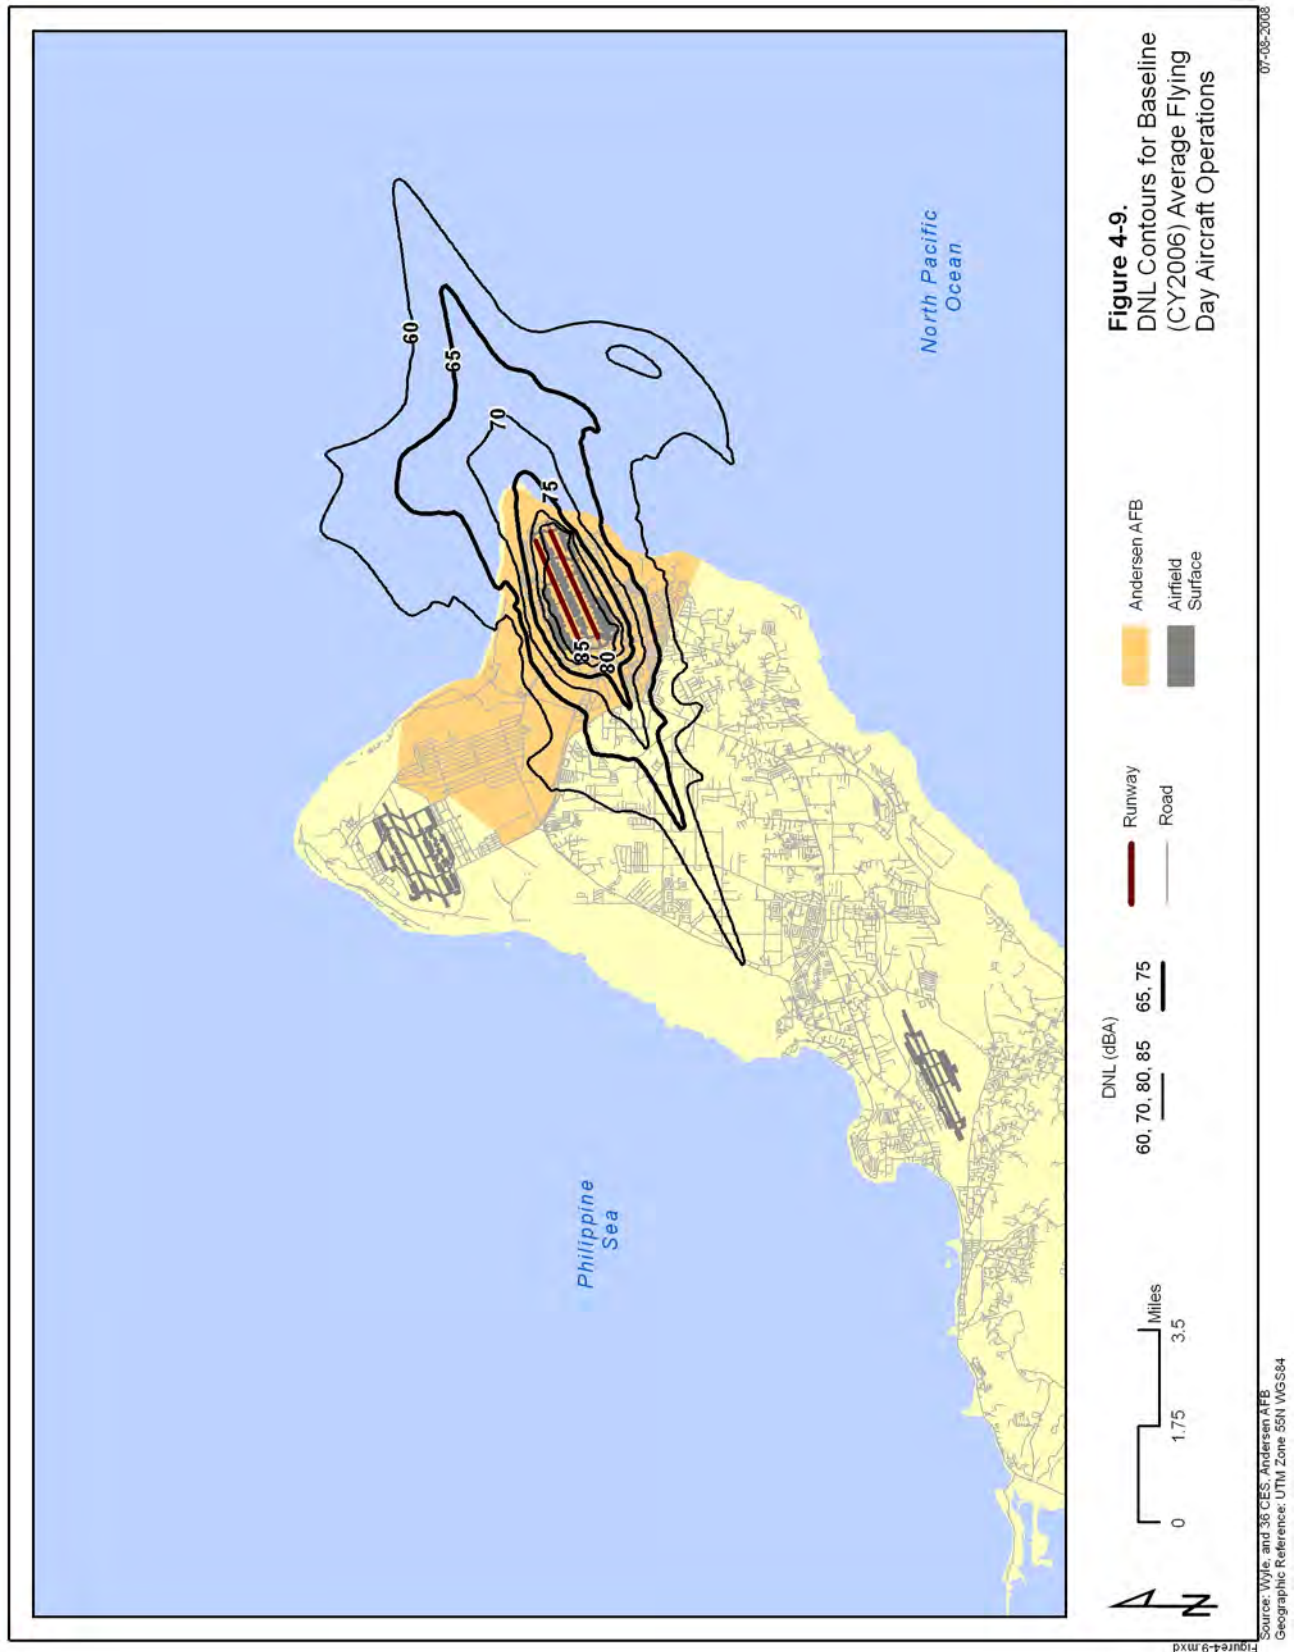 60
65
70
75
85
80
North Pacific
Ocean
Philippine
Sea
0
1.75
3.5
Miles
DNL (dBA)
60, 70, 80, 85
65, 75
Runway
Road
Andersen AFB
Airfield
Surface
Figure 4-9.
DNL Contours for Baseline
(CY2006) Average Flying
Day Aircraft Operations
N
Source: Wyle, and 36 CES, Andersen AFB
Geographic Reference: UTM Zone 55N WGS84
07-08-2008
Figure4-9.mxd